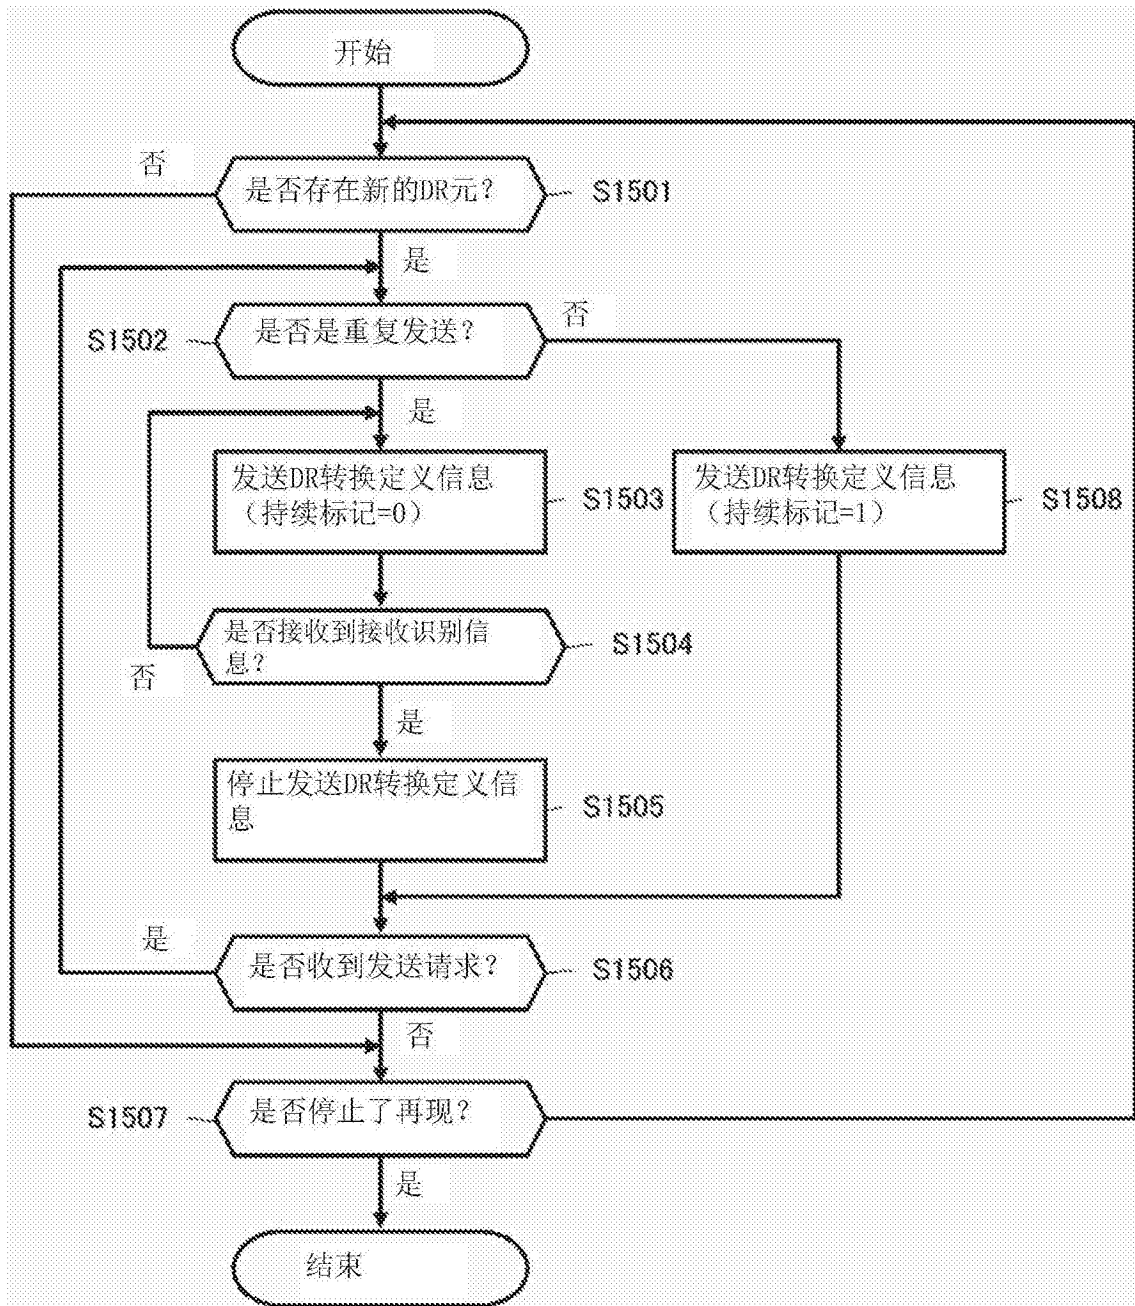 开始
否
是否存在新的DR元?
S1501
是
S1502
是否是重复发送?
否
是
发送DR转换定义信息
(持续标记=0)
S1503
发送DR转换定义信息
(持续标记=1)
S1508
是否接收到接收识别信
息?
S1504
否
是
停止发送DR转换定义信
息
S1505
是
是否收到发送请求?
S1506
否
S1507
是否停止了再现?
是
结束